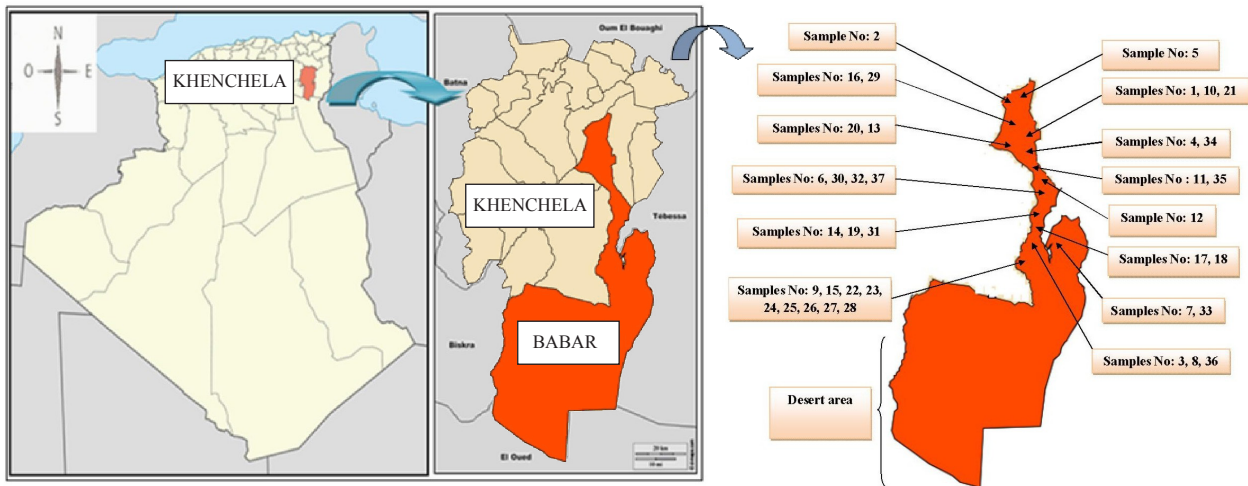 N
O E
S
KHENCHELA
Oum El Bouaghi
Batna
KHENCHELA
Tébessa
BABAR
Biskra
El Oued
20 km
10 mi
Sample No: 2
Sample No: 5
Samples No: 16, 29
Samples No: 1, 10, 21
Samples No: 20, 13
Samples No: 4, 34
Samples No: 6, 30, 32, 37
Samples No : 11, 35
Sample No: 12
Samples No: 14, 19, 31
Samples No: 17, 18
Samples No: 9, 15, 22, 23,
24, 25, 26, 27, 28
Samples No: 7, 33
Samples No: 3, 8, 36
Desert area